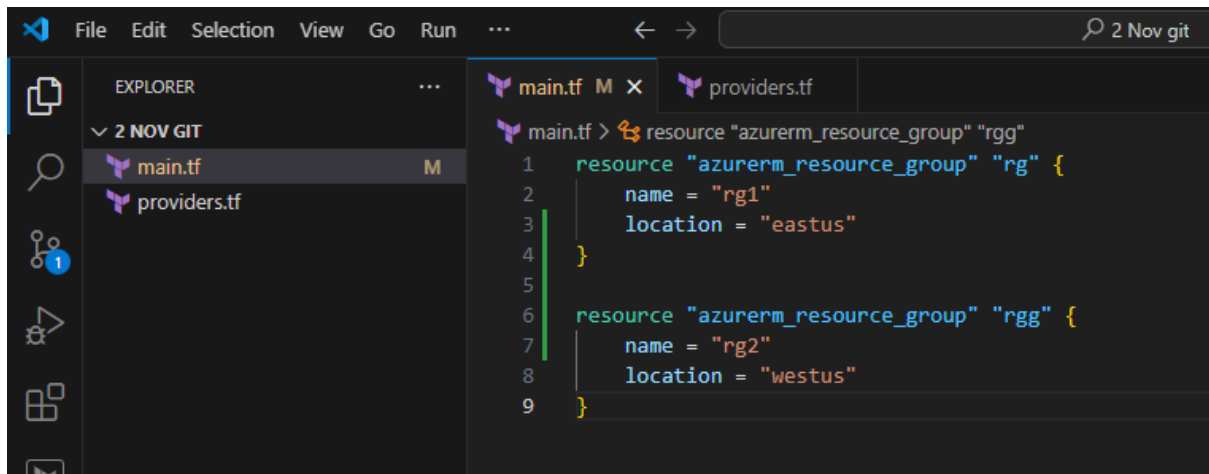 File Edit Selection View Go Run ... 2 Nov git
EXPLORER ...
2 NOV GIT
main.tf M
providers.tf
1
main.tf M providers.tf
main.tf > resource "azurerm_resource_group" "rgg"
1 resource "azurerm_resource_group" "rg" {
2 name = "rg1"
3 location = "eastus"
4 }
5
6 resource "azurerm_resource_group" "rgg" {
7 name = "rg2"
8 location = "westus"
9 }